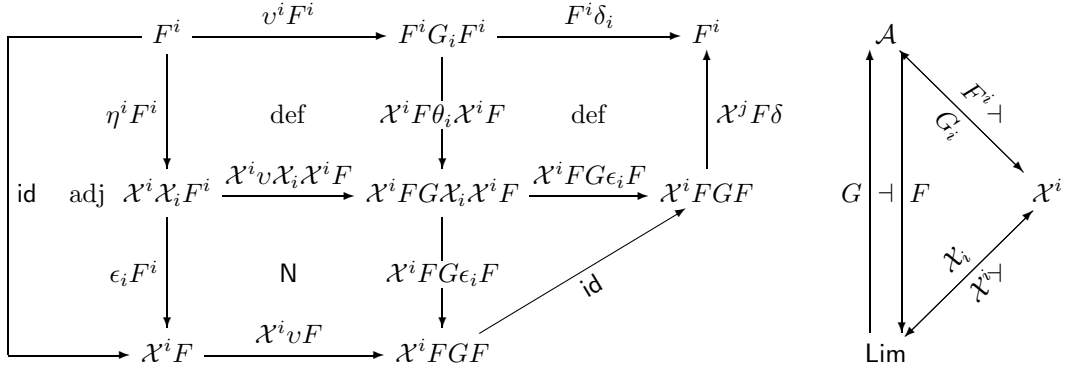 υ^i F^i F^i δ_i
F^i F^i G_i F^i F^i 𝒜
η^i F^i def 𝒳^i F θ_i 𝒳^i F def 𝒳^j F δ F^i ⊣ G_i
id adj 𝒳^i 𝒳_i F^i 𝒳^i υ 𝒳_i 𝒳^i F 𝒳^i F G 𝒳_i 𝒳^i F 𝒳^i F G ϵ_i F 𝒳^i F G F G ⊣ F 𝒳^i
ϵ_i F^i N 𝒳^i F G ϵ_i F id 𝒳_i 𝒳^i ⊣
𝒳^i F 𝒳^i υ F 𝒳^i F G F Lim